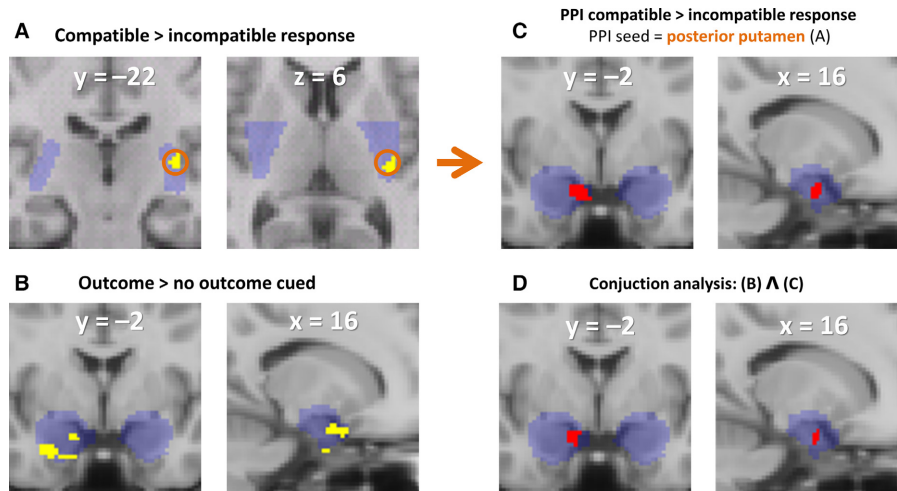 A
Compatible > incompatible response
y = –22
z = 6
C
PPI compatible > incompatible response
PPI seed = posterior putamen (A)
y = –2
x = 16
B
Outcome > no outcome cued
y = –2
x = 16
D
Conjuction analysis: (B) ∧ (C)
y = –2
x = 16